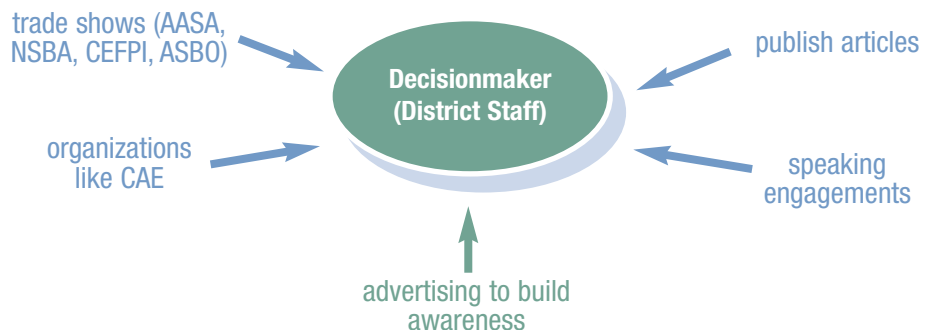 trade shows (AASA,
NSBA, CEFPI, ASBO)
Decisionmaker
(District Staff)
publish articles
organizations
like CAE
speaking
engagements
advertising to build
awareness